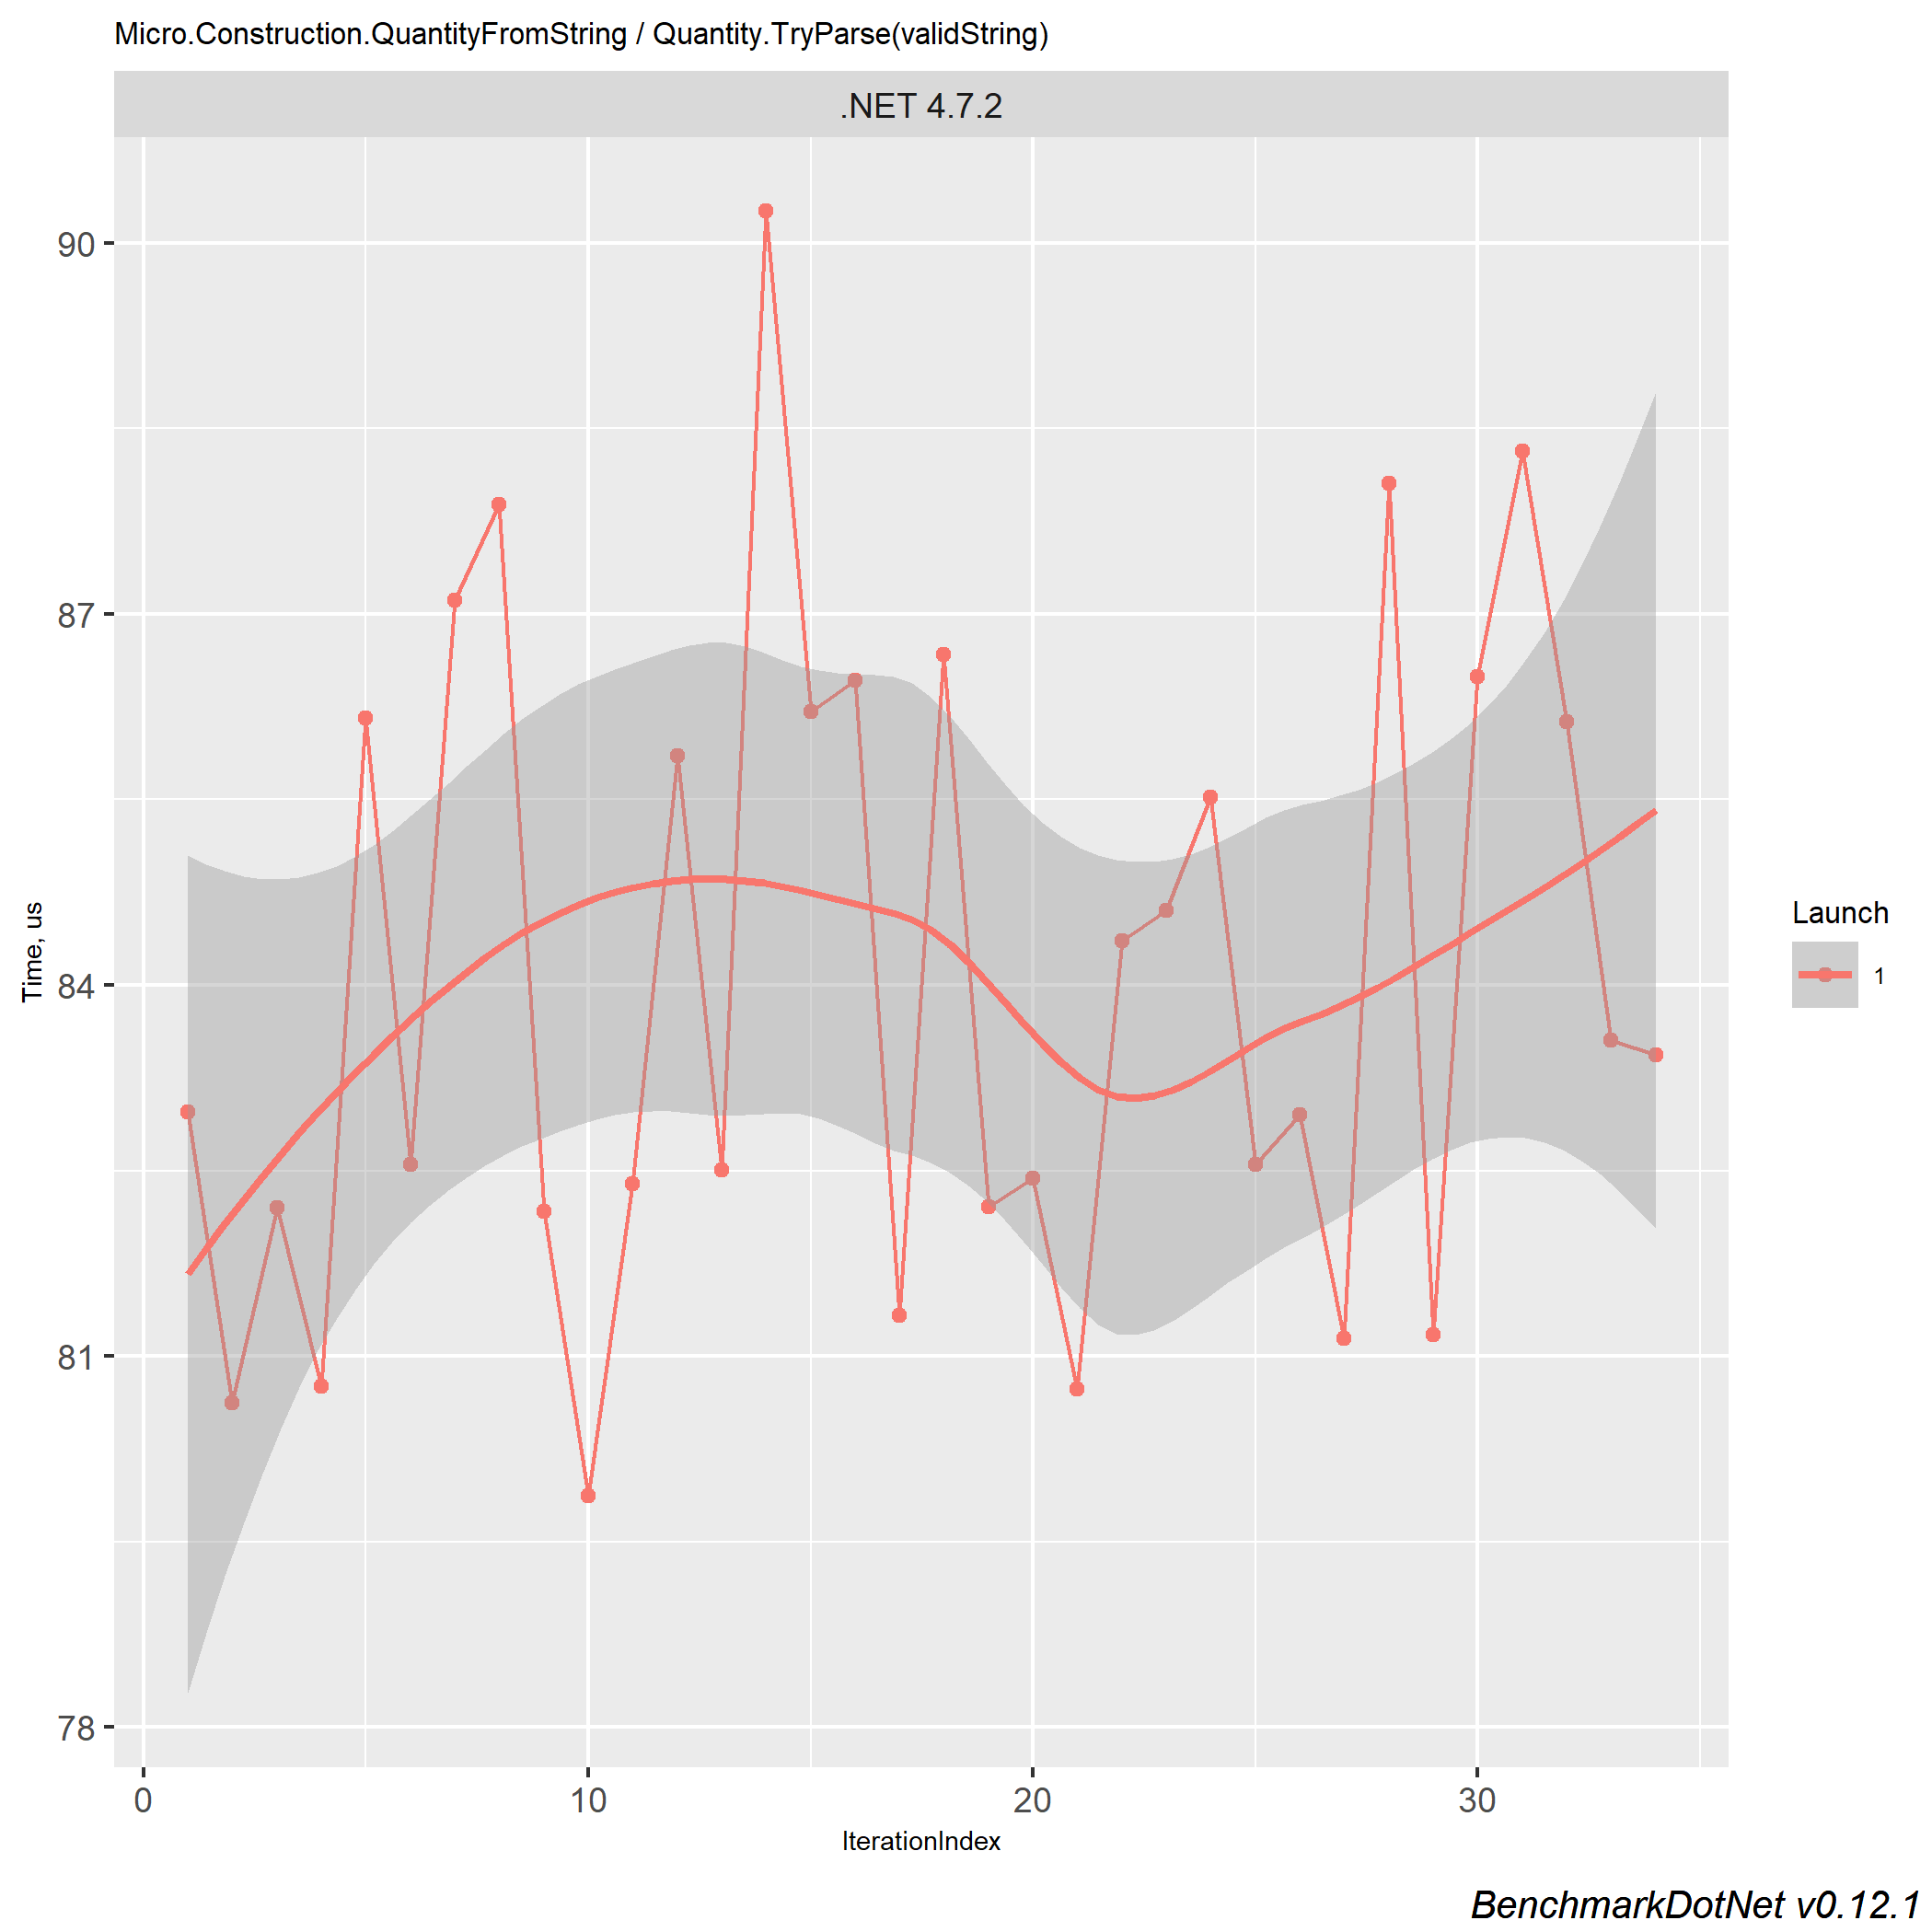 Micro.Construction.QuantityFromString / Quantity.TryParse(validString)
.NET 4.7.2
90
87
84
81
78
Time, us
0 10 20 30
IterationIndex
Launch
1
BenchmarkDotNet v0.12.1